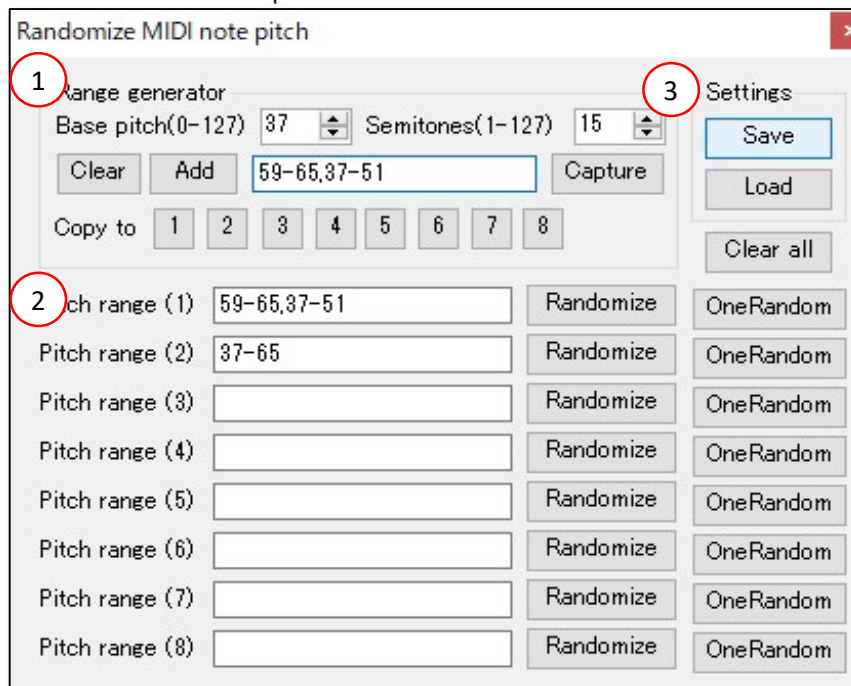 Randomize MIDI note pitch
1
Range generator
3
Settings
Base pitch(0-127) 37 Semitones(1-127) 15
Save
Clear Add 59-65,37-51 Capture
Load
Copy to 1 2 3 4 5 6 7 8
Clear all
2
ch range (1) 59-65,37-51 Randomize OneRandom
Pitch range (2) 37-65 Randomize OneRandom
Pitch range (3) Randomize OneRandom
Pitch range (4) Randomize OneRandom
Pitch range (5) Randomize OneRandom
Pitch range (6) Randomize OneRandom
Pitch range (7) Randomize OneRandom
Pitch range (8) Randomize OneRandom